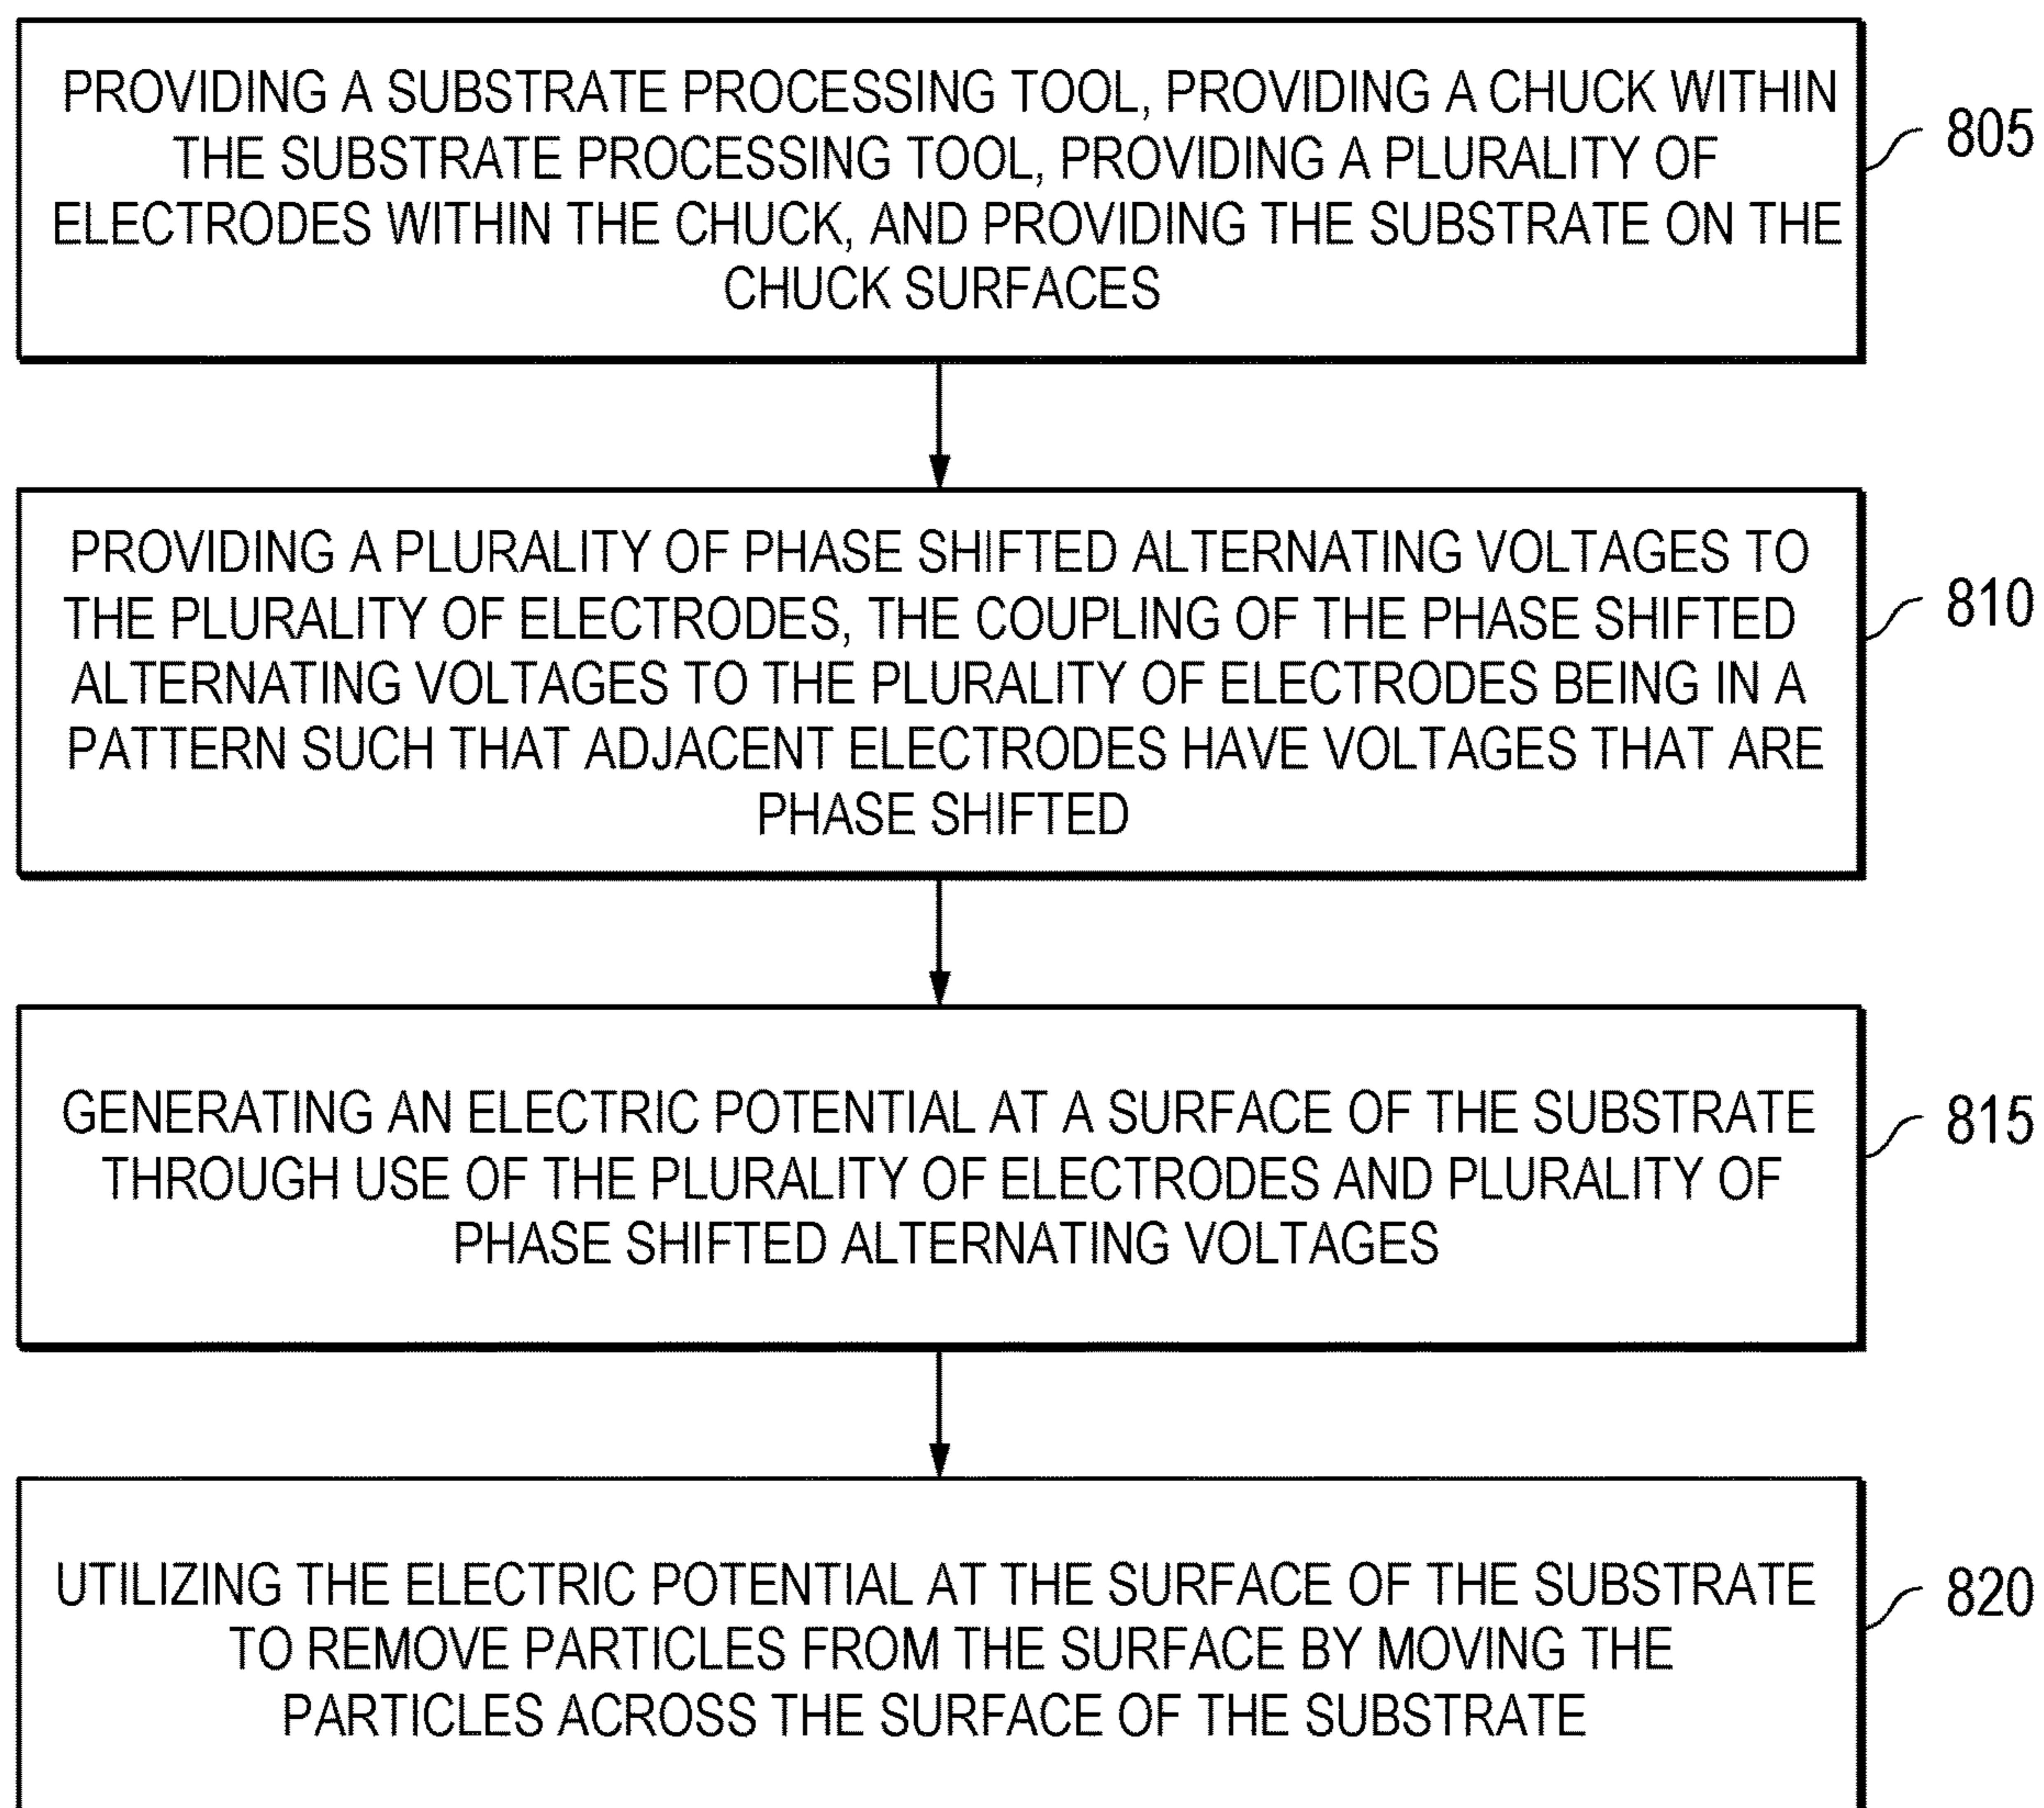 PROVIDING A SUBSTRATE PROCESSING TOOL, PROVIDING A CHUCK WITHIN
THE SUBSTRATE PROCESSING TOOL, PROVIDING A PLURALITY OF
ELECTRODES WITHIN THE CHUCK, AND PROVIDING THE SUBSTRATE ON THE
CHUCK SURFACES
805
PROVIDING A PLURALITY OF PHASE SHIFTED ALTERNATING VOLTAGES TO
THE PLURALITY OF ELECTRODES, THE COUPLING OF THE PHASE SHIFTED
ALTERNATING VOLTAGES TO THE PLURALITY OF ELECTRODES BEING IN A
PATTERN SUCH THAT ADJACENT ELECTRODES HAVE VOLTAGES THAT ARE
PHASE SHIFTED
810
GENERATING AN ELECTRIC POTENTIAL AT A SURFACE OF THE SUBSTRATE
THROUGH USE OF THE PLURALITY OF ELECTRODES AND PLURALITY OF
PHASE SHIFTED ALTERNATING VOLTAGES
815
UTILIZING THE ELECTRIC POTENTIAL AT THE SURFACE OF THE SUBSTRATE
TO REMOVE PARTICLES FROM THE SURFACE BY MOVING THE
PARTICLES ACROSS THE SURFACE OF THE SUBSTRATE
820